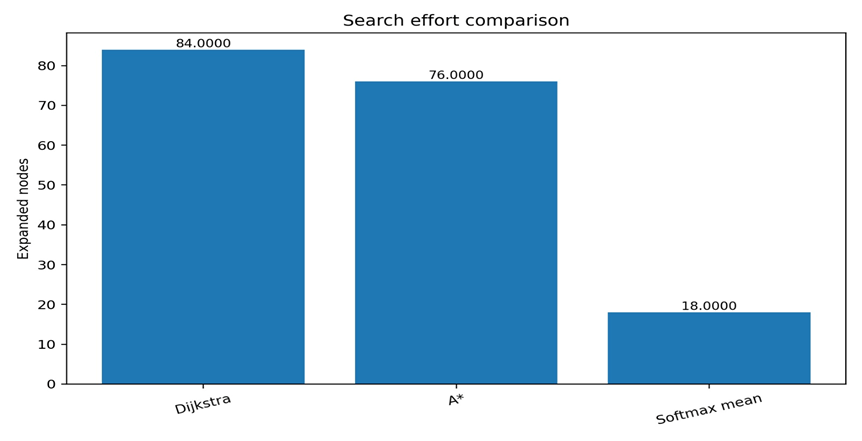 Search effort comparison
84.0000
76.0000
18.0000
Expanded nodes
80
70
60
50
40
30
20
10
0
Dijkstra
A*
Softmax mean